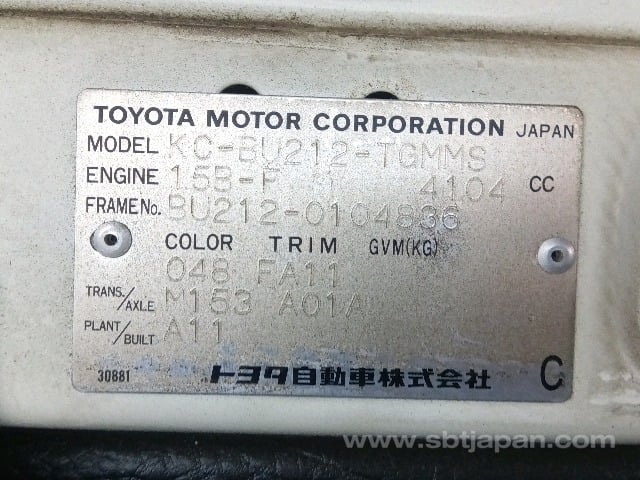 TOYOTA MOTOR CORPORATION JAPAN
MODEL KC-BU212-TGMMS
ENGINE 15B-F 4104 CC
FRAME No. BU212-0104836
COLOR TRIM GVM(KG)
048 FA11
TRANS./AXLE M153 A01A
PLANT/BUILT A11
30881 トヨタ自動車株式会社 C
www.sbtjapan.com